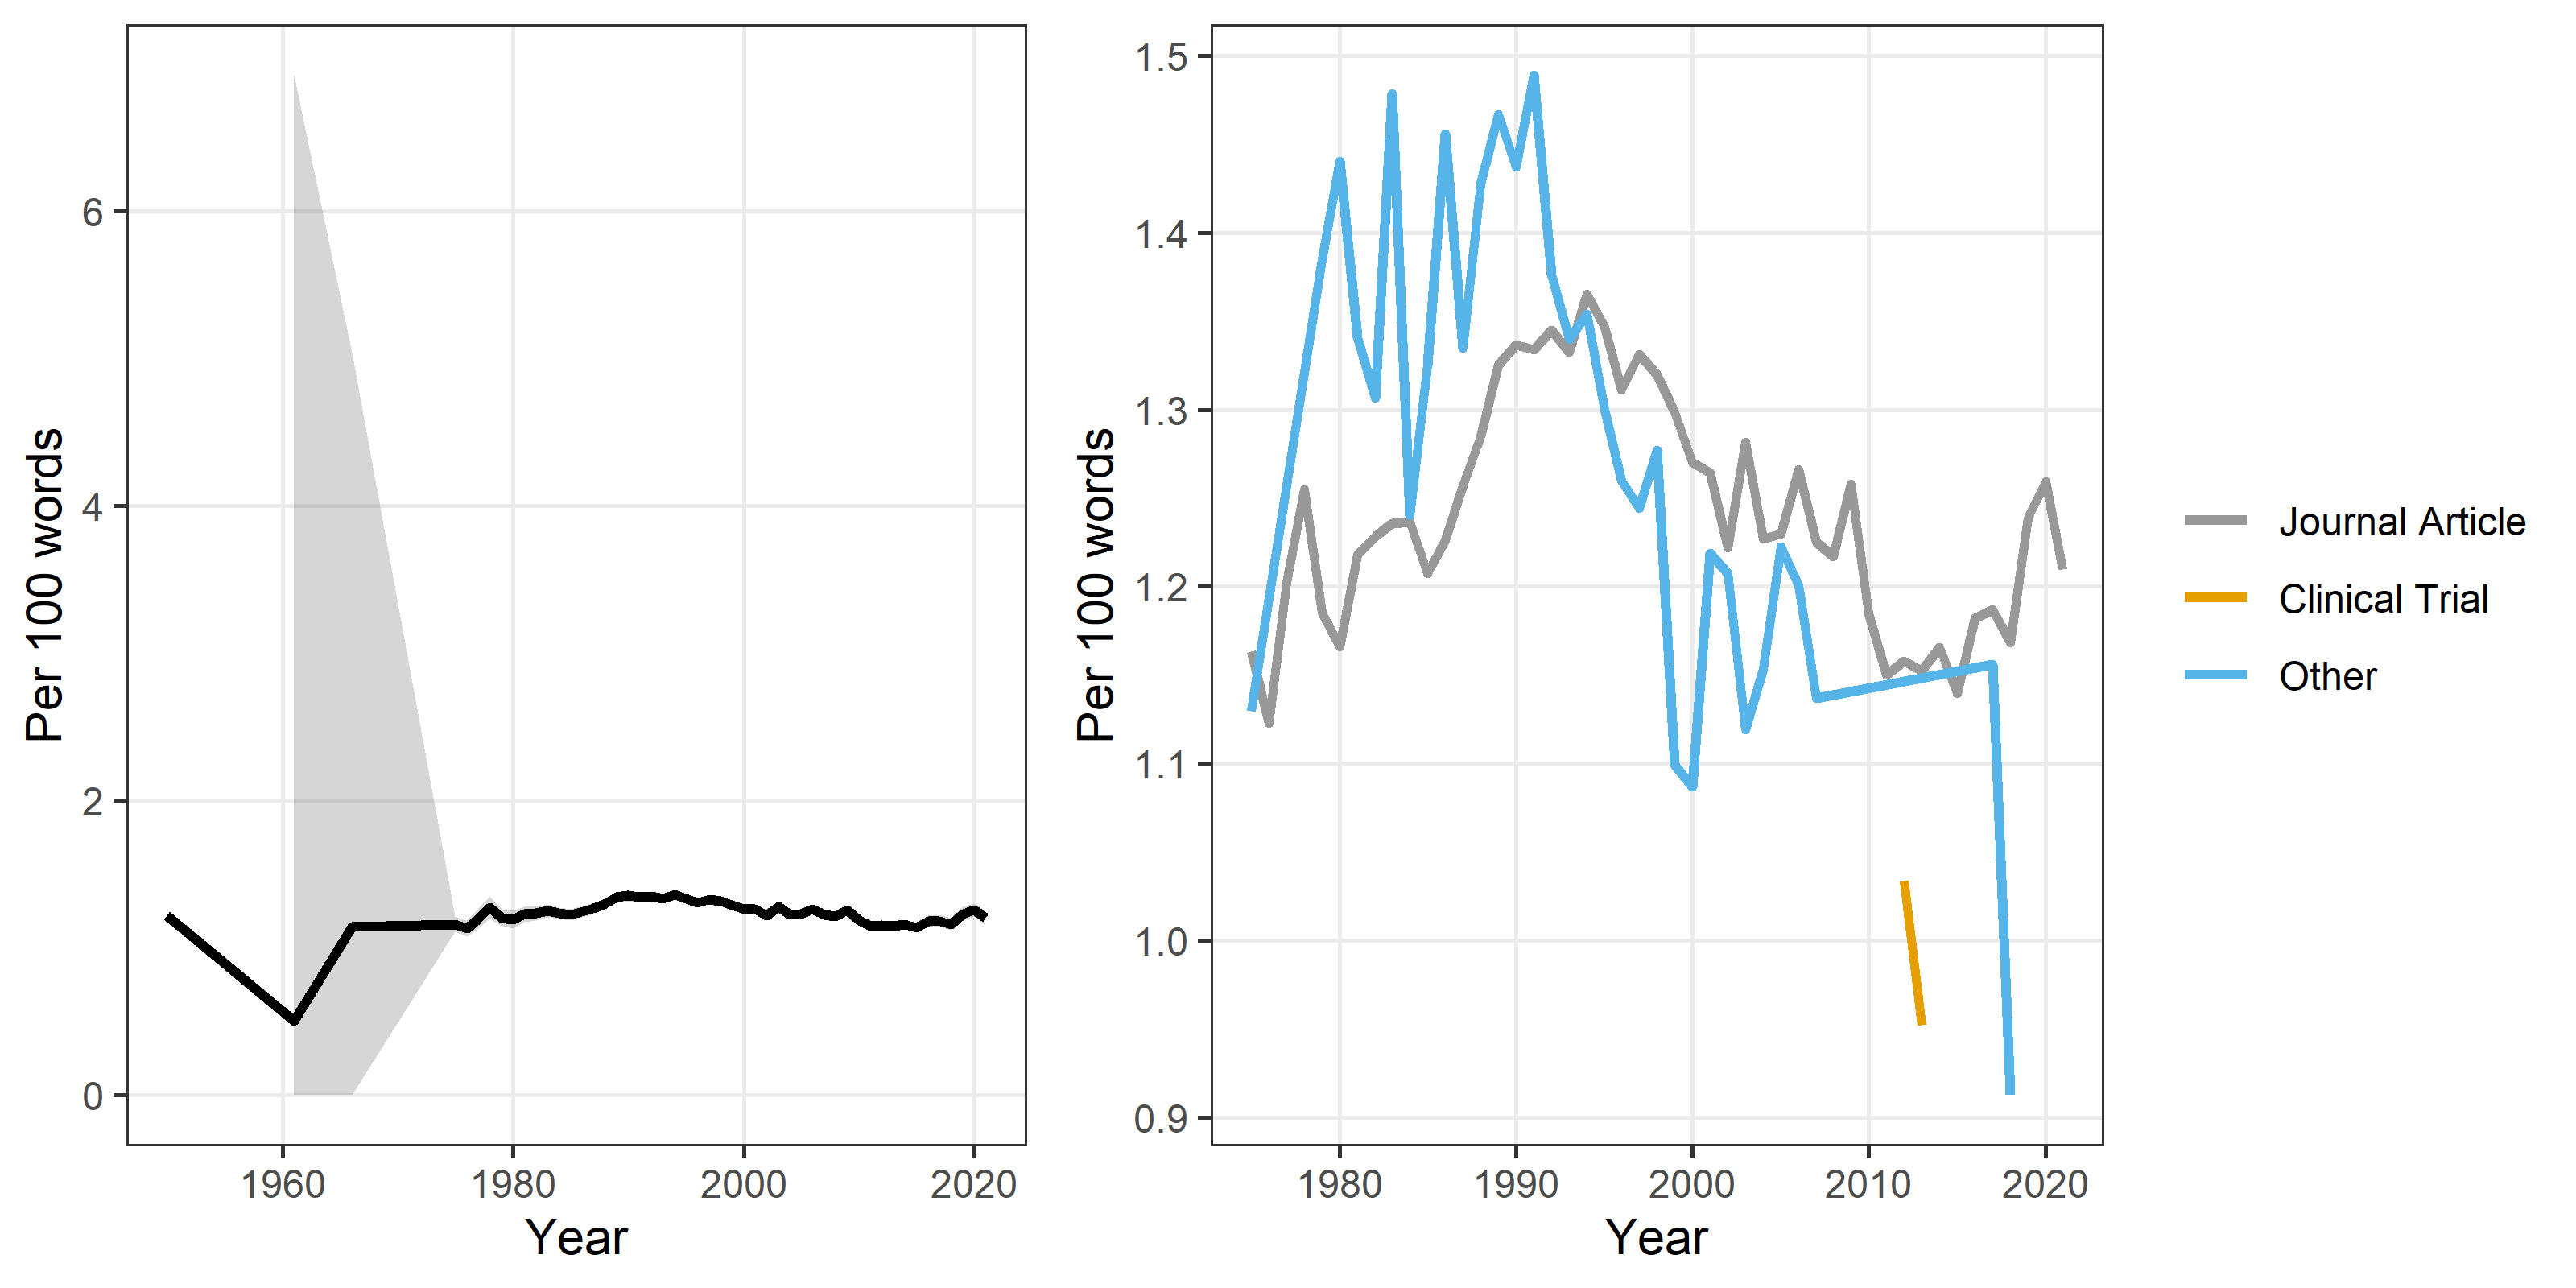 Per 100 words
6
4
2
0
1960 1980 2000 2020
Year
Per 100 words
1.5
1.4
1.3
1.2
1.1
1.0
0.9
1980 1990 2000 2010 2020
Year
Journal Article
Clinical Trial
Other